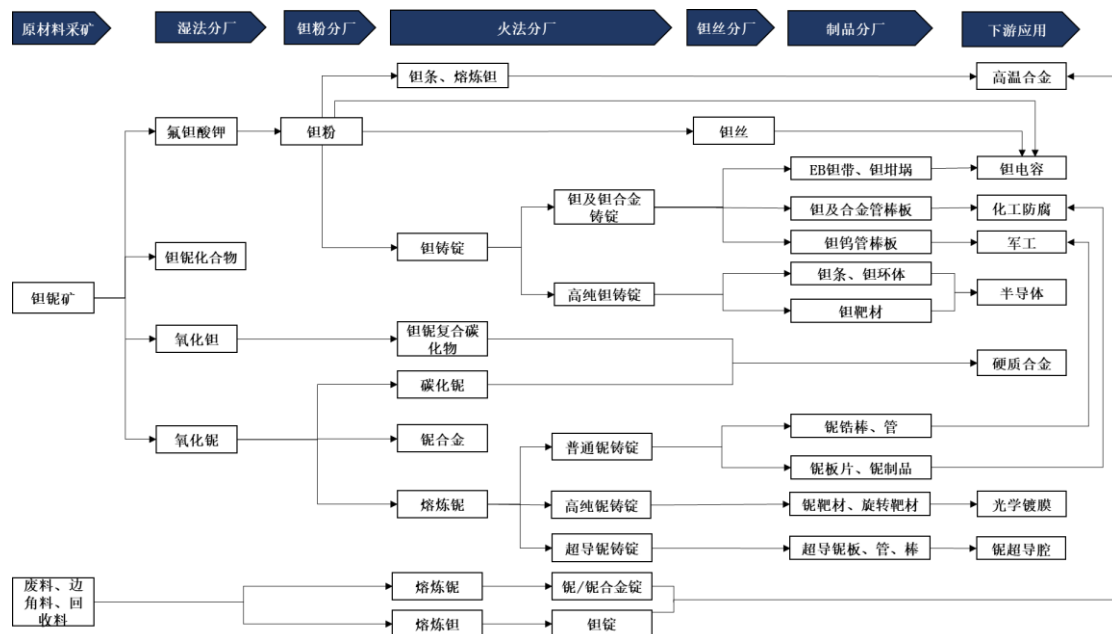 原材料采矿
湿法分厂
钽粉分厂
火法分厂
钽丝分厂
制品分厂
下游应用
钽条、熔炼钽
高温合金
氟钽酸钾
钽粉
钽丝
EB钽带、钽坩埚
钽电容
钽及钽合金
铸锭
钽及合金管棒板
化工防腐
钽铸锭
钽钨管棒板
军工
钽铌化合物
钽条、钽环体
高纯钽铸锭
半导体
钽铌矿
钽靶材
氧化钽
钽铌复合碳
化物
硬质合金
碳化铌
氧化铌
铌合金
普通铌铸锭
铌锆棒、管
铌板片、铌制品
熔炼铌
高纯铌铸锭
铌靶材、旋转靶材
光学镀膜
超导铌铸锭
超导铌板、管、棒
铌超导腔
废料、边
角料、回
收料
熔炼铌
铌/铌合金锭
熔炼钽
钽锭